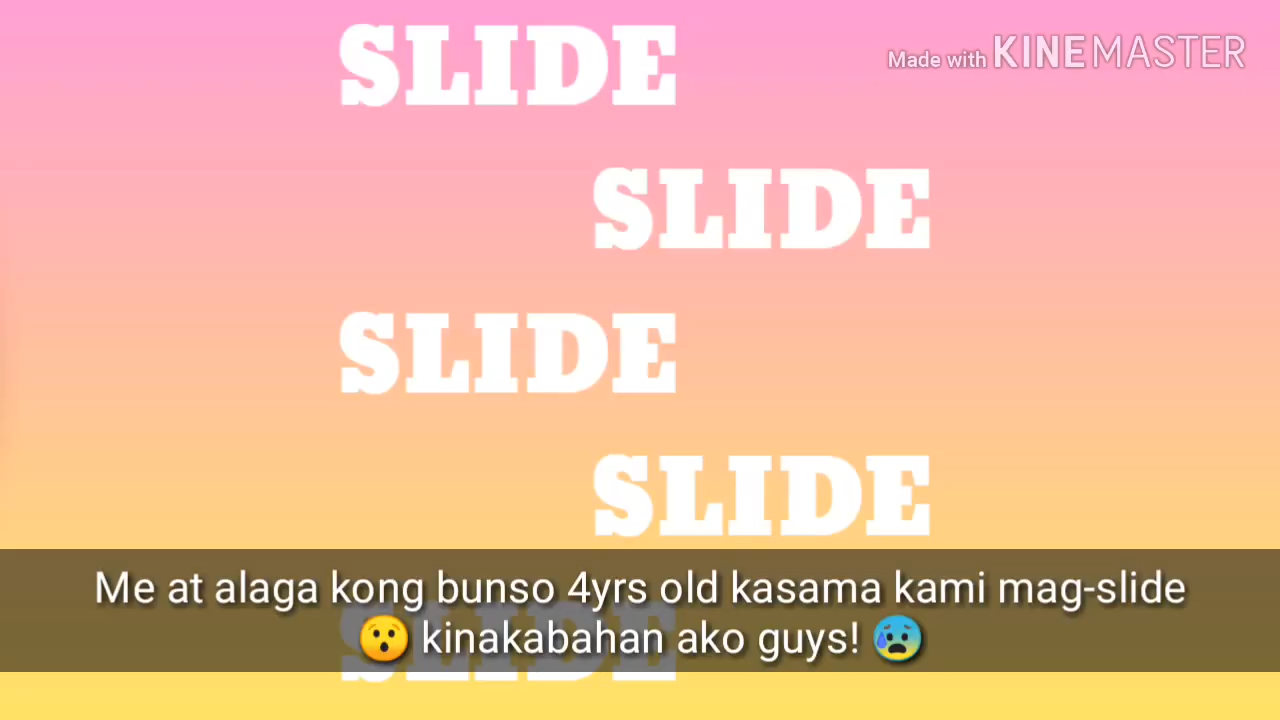 SLIDE
Made with KINEMASTER
SLIDE
SLIDE
SLIDE
Me at alaga kong bunso 4yrs old kasama kami mag-slide
😯 kinakabahan ako guys! 😰
SLIDE